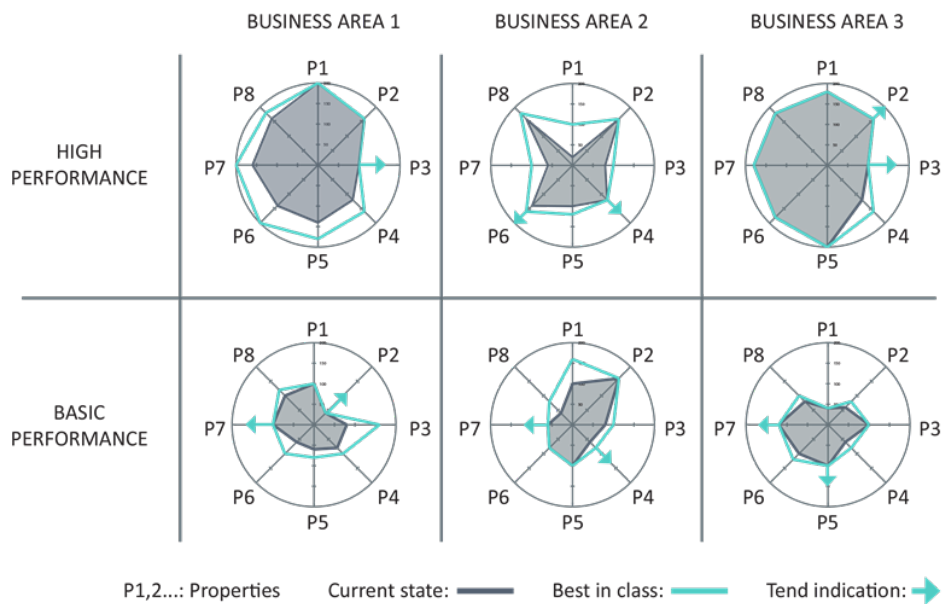 BUSINESS AREA 1 BUSINESS AREA 2 BUSINESS AREA 3
HIGH
PERFORMANCE
P1
P2
P3
P4
P5
P6
P7
P8
P1
P2
P3
P4
P5
P6
P7
P8
P1
P2
P3
P4
P5
P6
P7
P8
BASIC
PERFORMANCE
P1
P2
P3
P4
P5
P6
P7
P8
P1
P2
P3
P4
P5
P6
P7
P8
P1
P2
P3
P4
P5
P6
P7
P8
P1,2...: Properties Current state: Best in class: Tend indication: